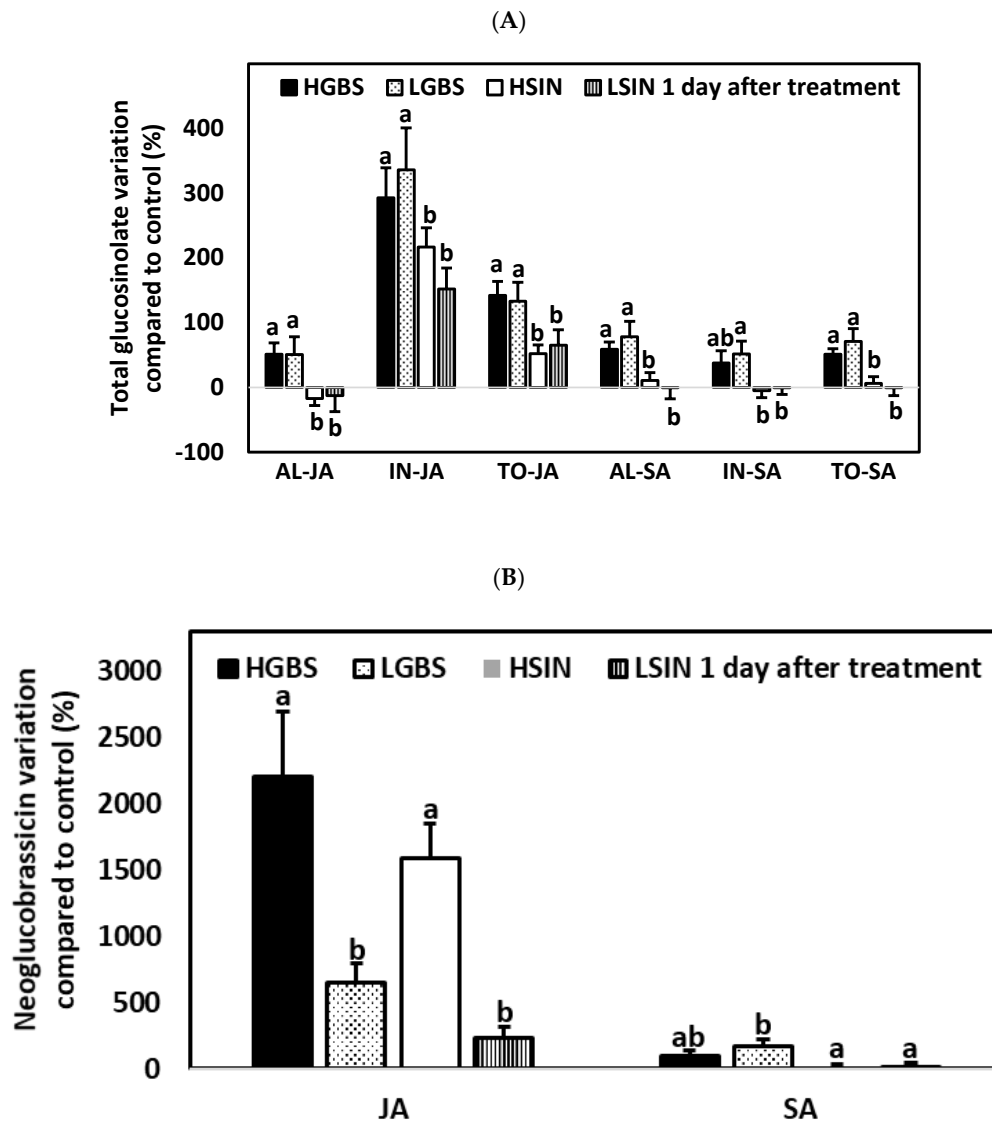 (A)
HGBS LGBS HSIN LSIN 1 day after treatment
Total glucosinolate variation
compared to control (%)
400
300
200
100
0
-100
a a b b
a a b b
a a b b
a a b b
ab a b b
a a b b
AL-JA IN-JA TO-JA AL-SA IN-SA TO-SA
(B)
HGBS LGBS HSIN LSIN 1 day after treatment
Neoglucobrassicin variation
compared to control (%)
3000
2500
2000
1500
1000
500
0
a b a b
ab b a a
JA SA